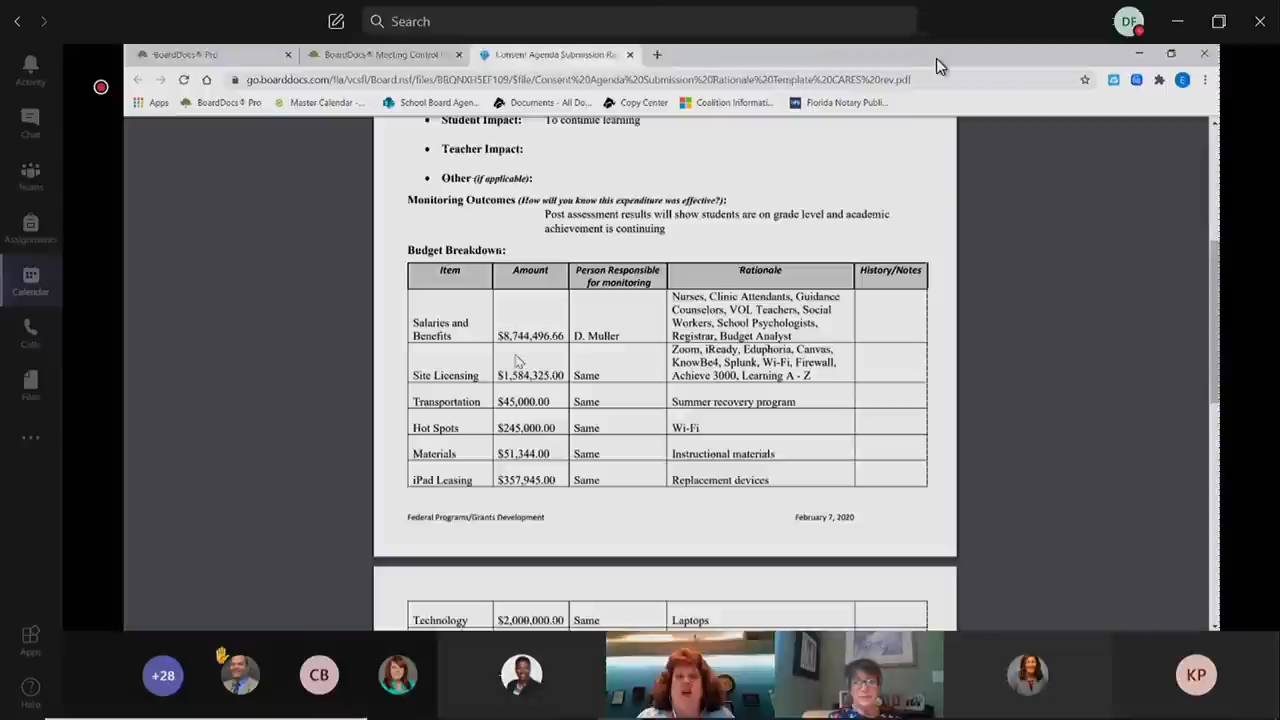 Search
DF
BoardDocs® Pro
BoardDocs® Meeting Control
Consent Agenda Submission Ra
go.boarddocs.com/fla/vcsfl/Board.nsf/files/
/$file/Consent%20Agenda%20Submission%20Rationale%20Template%20CARES%20rev.pdf
E
Apps
BoardDocs® Pro
Master Calendar -...
School Board Agen...
Documents - All Do...
Copy Center
Coalition Informati...
Florida Notary Publi...
Activity
Chat
Teams
Assignments
Calendar
Calls
Files
Apps
Help
• Student Impact: To continue learning
• Teacher Impact:
• Other (if applicable):
Monitoring Outcomes (How will you know this expenditure was effective?):
Post assessment results will show students are on grade level and academic
achievement is continuing
Budget Breakdown:
Item Amount Person Responsible for monitoring Rationale History/Notes
Salaries and Benefits $8,744,496.66 D. Muller Nurses, Clinic Attendants, Guidance
Counselors, VOL Teachers, Social
Workers, School Psychologists,
Registrar, Budget Analyst
Site Licensing $1,584,325.00 Same Zoom, iReady, Eduphoria, Canvas,
KnowBe4, Splunk, Wi-Fi, Firewall,
Achieve 3000, Learning A - Z
Transportation $45,000.00 Same Summer recovery program
Hot Spots $245,000.00 Same Wi-Fi
Materials $51,344.00 Same Instructional materials
iPad Leasing $357,945.00 Same Replacement devices
Federal Programs/Grants Development February 7, 2020
Technology $2,000,000.00 Same Laptops
+28
CB
KP